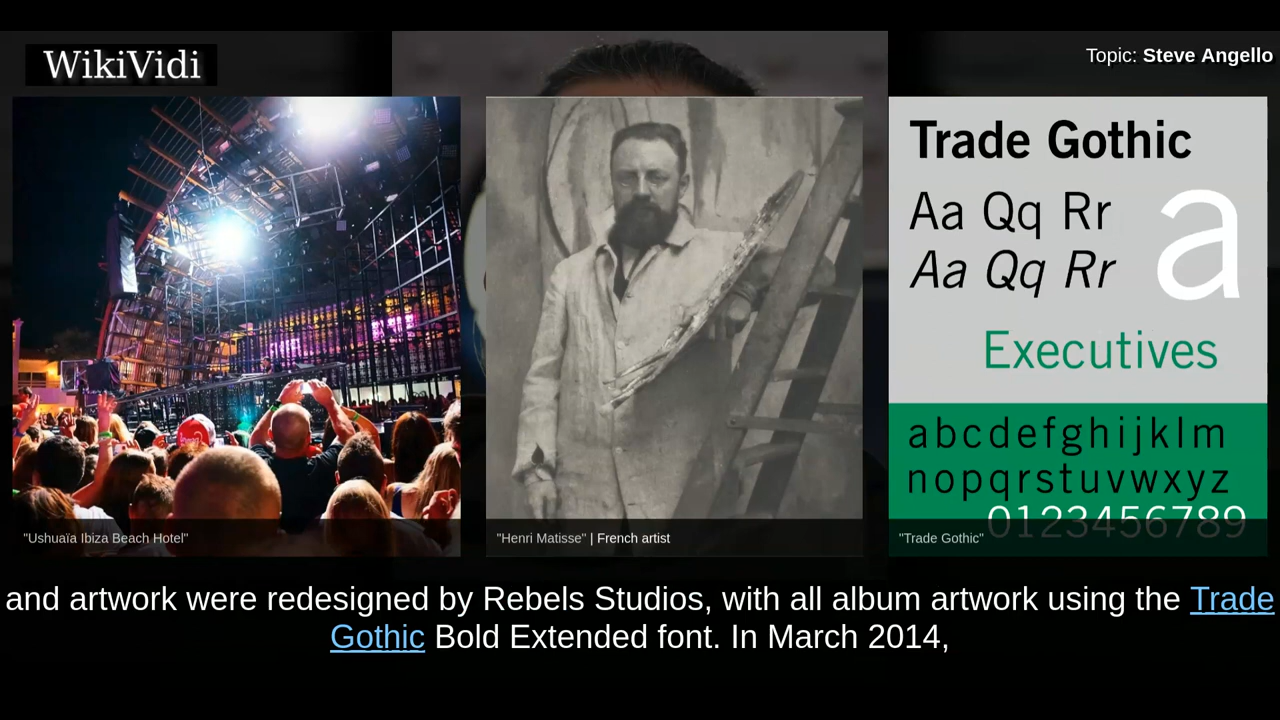 WikiVidi
Topic: Steve Angello
Trade Gothic
Aa Qq Rr
a
Aa Qq Rr
Executives
abcdefghijklm
nopqrstuvwxyz
0123456789
"Ushuaïa Ibiza Beach Hotel"
"Henri Matisse" | French artist
"Trade Gothic"
and artwork were redesigned by Rebels Studios, with all album artwork using the Trade
Gothic Bold Extended font. In March 2014,